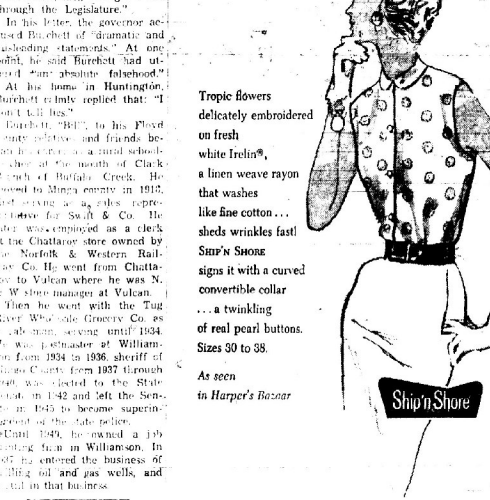 through the Legislature."
In his letter, the governor ac-
cused Burchett of "dramatic and
misleading statements." At one
point, he said Burchett had ut-
tered "an absolute falsehood."
At his home in Huntington,
Burchett calmly replied that: "I
don't tell lies."
Burchett, "Bill", to his Floyd
county relatives and friends be-
gan his career as a rural school-
teacher at the mouth of Clark
Branch of Buffalo Creek. He
moved to Mingo county in 1916,
first serving as a sales repre-
sentative for Swift & Co. He
later was employed as a clerk
at the Chattaroy store owned by
the Norfolk & Western Rail-
way Co. He went from Chatta-
roy to Vulcan where he was N.
& W store manager at Vulcan.
Then he went with the Tug
River Wholesale Grocery Co. as
salesman, serving until 1934.
He was postmaster at William-
son from 1934 to 1936, sheriff of
Mingo County from 1937 through
1940, was elected to the State
Senate in 1942 and left the Sen-
ate in 1945 to become superin-
tendent of the state police.
Until 1949, he owned a job
printing firm in Williamson. In
he entered the business of
drilling oil and gas wells, and
still in that business
Tropic flowers
delicately embroidered
on fresh
white Irelin®,
a linen weave rayon
that washes
like fine cotton...
sheds wrinkles fast!
SHIP'N SHORE
signs it with a curved
convertible collar
...a twinkling
of real pearl buttons.
Sizes 30 to 38.
As seen
in Harper's Bazaar
Ship'n Shore